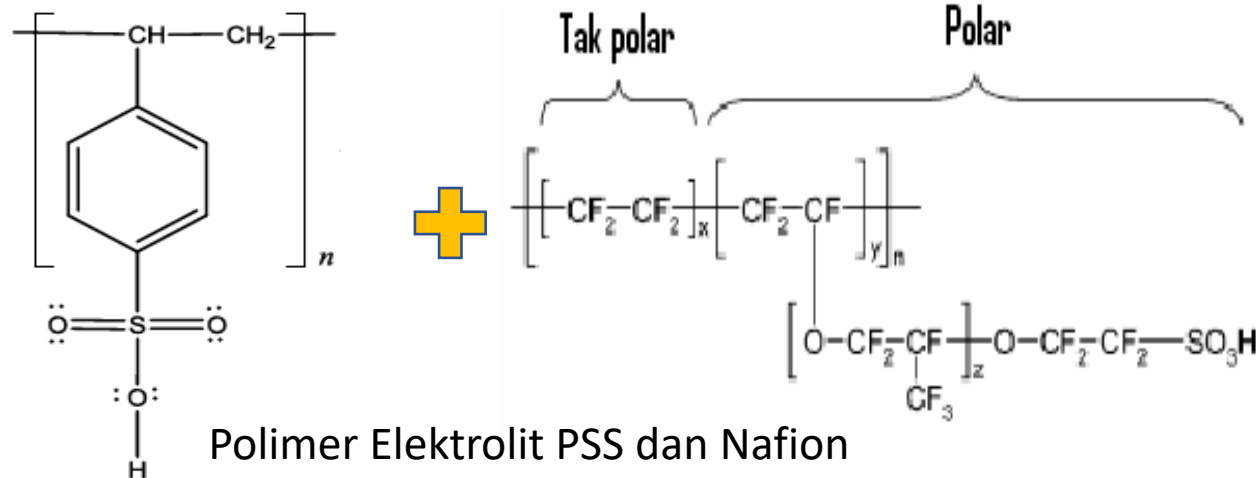 Tak polar
Polar
CH CH2
n
CF2 CF2 x CF2 CF y n
O S O
O CF2 CF z O CF2 CF2 SO3H
CF3
O
H
Polimer Elektrolit PSS dan Nafion